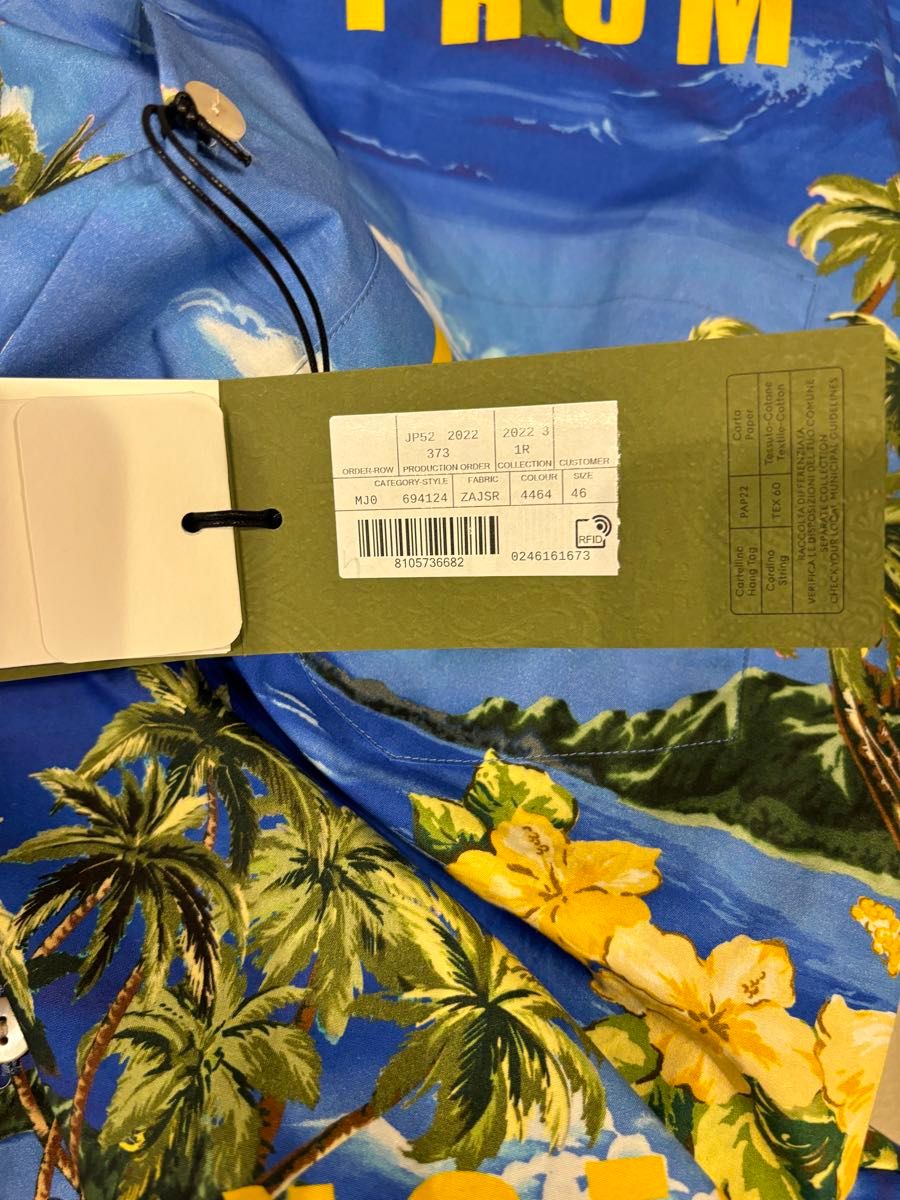 FROM
JP52 2022
373
2022 3
1R
ORDER-ROW
PRODUCTION ORDER
COLLECTION
CUSTOMER
CATEGORY-STYLE
FABRIC
COLOUR
SIZE
MJ0 694124
ZAJSR
4464
46
8105736682
0246161673
RFID
Carta
Paper
Tessuto-Cotone
Textile-Cotton
PAP22
TEX 60
Cartellino
Hang Tag
Cordino
String
RACCOLTA DIFFERENZIATA
VERIFICA LE DISPOSIZIONI DEL TUO COMUNE
SEPARATE COLLECTION
CHECK YOUR LOCAL MUNICIPAL GUIDELINES